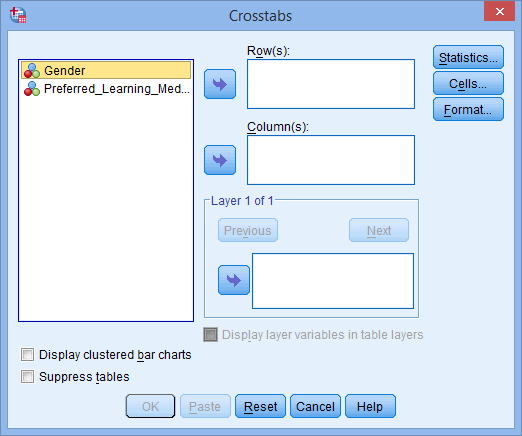 Crosstabs
Gender
Preferred_Learning_Med...
Row(s):
Column(s):
Layer 1 of 1
Previous
Next
Display layer variables in table layers
Statistics...
Cells...
Format...
Display clustered bar charts
Suppress tables
OK
Paste
Reset
Cancel
Help